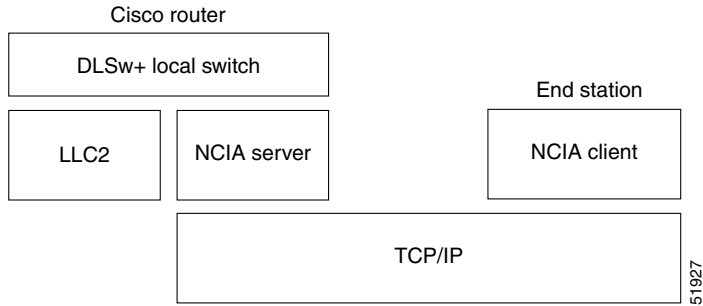 Cisco router
DLSw+ local switch
End station
LLC2
NCIA server
NCIA client
TCP/IP
51927